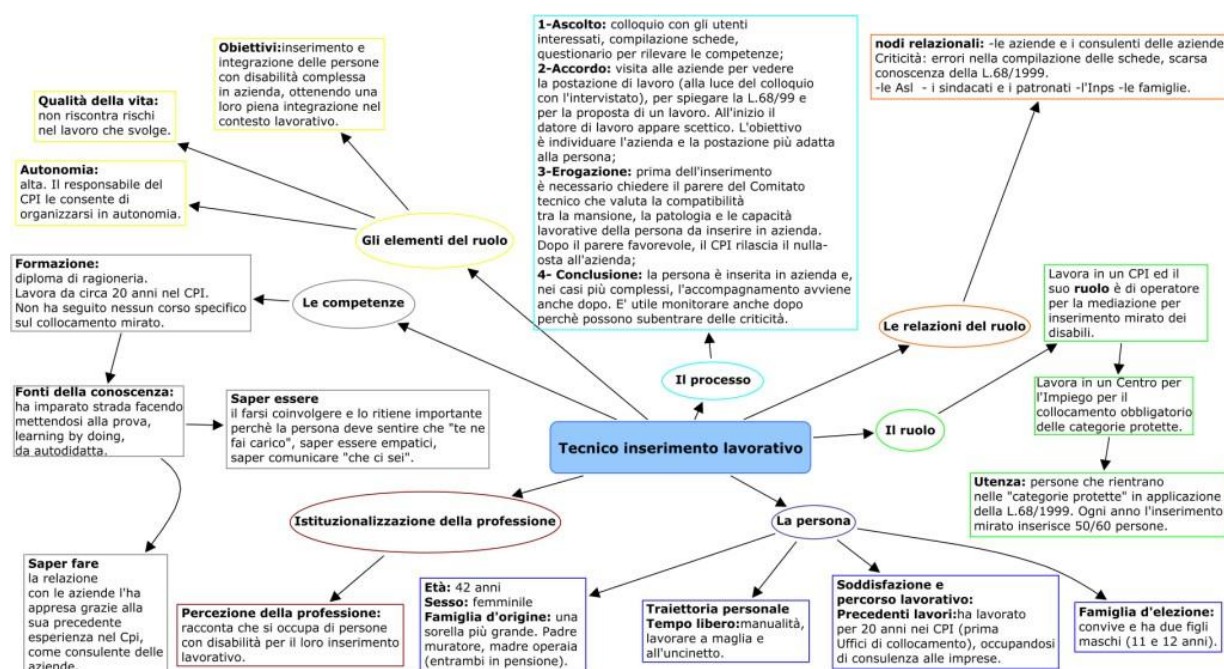 Obiettivi:inserimento e
integrazione delle persone
con disabilità complessa
in azienda, ottenendo una
loro piena integrazione nel
contesto lavorativo.
Qualità della vita:
non riscontra rischi
nel lavoro che svolge.
Autonomia:
alta. Il responsabile del
CPI le consente di
organizzarsi in autonomia.
Gli elementi del ruolo
1-Ascolto: colloquio con gli utenti
interessati, compilazione schede,
questionario per rilevare le competenze;
2-Accordo: visita alle aziende per vedere
la postazione di lavoro (alla luce del colloquio
con l'intervistato), per spiegare la L.68/99 e
per la proposta di un lavoro. All'inizio il
datore di lavoro appare scettico. L'obiettivo
è individuare l'azienda e la postazione più adatta
alla persona;
3-Erogazione: prima dell'inserimento
è necessario chiedere il parere del Comitato
tecnico che valuta la compatibilità
tra la mansione, la patologia e le capacità
lavorative della persona da inserire in azienda.
Dopo il parere favorevole, il CPI rilascia il nulla-
osta all'azienda;
4- Conclusione: la persona è inserita in azienda e,
nei casi più complessi, l'accompagnamento avviene
anche dopo. E' utile monitorare anche dopo
perchè possono subentrare delle criticità.
Il processo
nodi relazionali: -le aziende e i consulenti delle aziende
Criticità: errori nella compilazione delle schede, scarsa
conoscenza della L.68/1999.
-le Asl - i sindacati e i patronati -l'Inps -le famiglie.
Le relazioni del ruolo
Lavora in un CPI ed il
suo ruolo è di operatore
per la mediazione per
inserimento mirato dei
disabili.
Il ruolo
Lavora in un Centro per
l'Impiego per il
collocamento obbligatorio
delle categorie protette.
Utenza: persone che rientrano
nelle "categorie protette" in applicazione
della L.68/1999. Ogni anno l'inserimento
mirato inserisce 50/60 persone.
Formazione:
diploma di ragioneria.
Lavora da circa 20 anni nel CPI.
Non ha seguito nessun corso specifico
sul collocamento mirato.
Le competenze
Fonti della conoscenza:
ha imparato strada facendo
mettendosi alla prova,
learning by doing,
da autodidatta.
Saper essere
il farsi coinvolgere e lo ritiene importante
perchè la persona deve sentire che "te ne
fai carico", saper essere empatici,
saper comunicare "che ci sei".
Tecnico inserimento lavorativo
Istituzionalizzazione della professione
La persona
Saper fare
la relazione
con le aziende l'ha
appresa grazie alla
sua precedente
esperienza nel Cpi,
come consulente delle
aziende.
Percezione della professione:
racconta che si occupa di persone
con disabilità per il loro inserimento
lavorativo.
Età: 42 anni
Sesso: femminile
Famiglia d'origine: una
sorella più grande. Padre
muratore, madre operaia
(entrambi in pensione).
Traiettoria personale
Tempo libero:manualità,
lavorare a maglia e
all'uncinetto.
Soddisfazione e
percorso lavorativo:
Precedenti lavori:ha lavorato
per 20 anni nei CPI (prima
Uffici di collocamento), occupandosi
di consulenza alle imprese.
Famiglia d'elezione:
convive e ha due figli
maschi (11 e 12 anni).